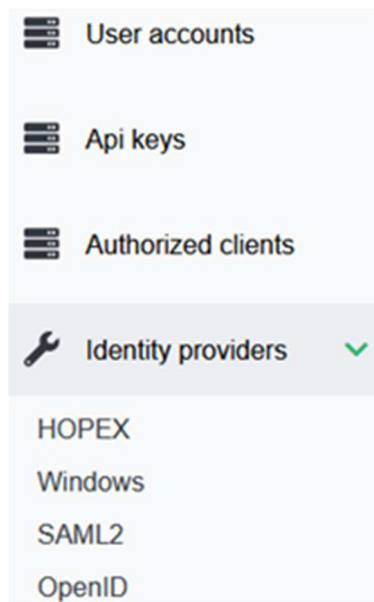 User accounts
Api keys
Authorized clients
Identity providers
HOPEX
Windows
SAML2
OpenID